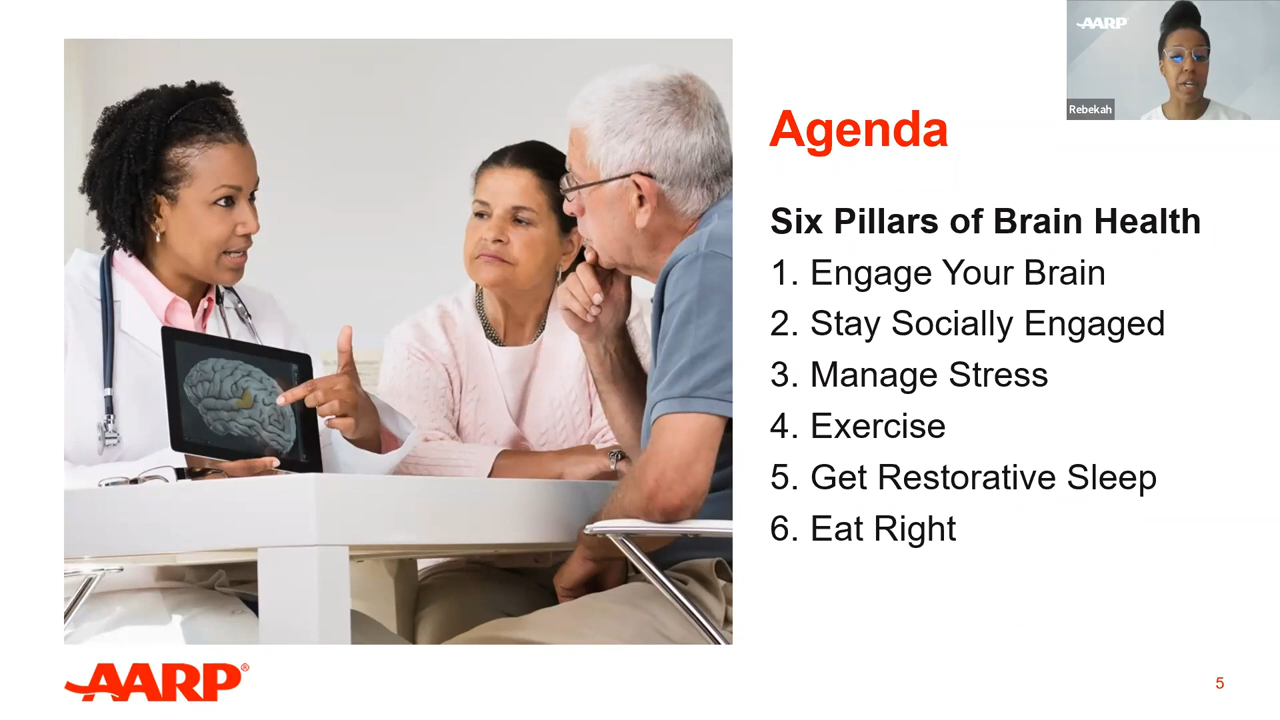 AARP
Rebekah
Agenda
Six Pillars of Brain Health
1. Engage Your Brain
2. Stay Socially Engaged
3. Manage Stress
4. Exercise
5. Get Restorative Sleep
6. Eat Right
AARP®
5